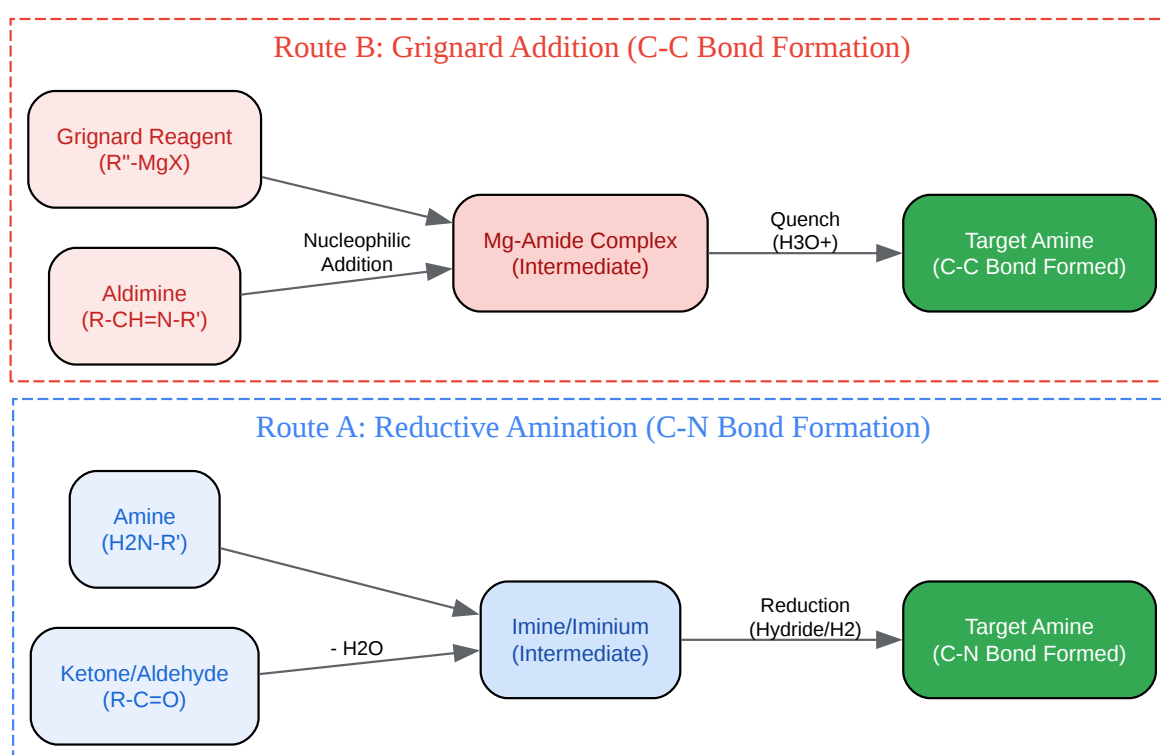 Route B: Grignard Addition (C-C Bond Formation)
Grignard Reagent
(R"-MgX)
Nucleophilic
Addition
Aldimine
(R-CH=N-R')
Mg-Amide Complex
(Intermediate)
Quench
(H3O+)
Target Amine
(C-C Bond Formed)
Route A: Reductive Amination (C-N Bond Formation)
Amine
(H2N-R')
Ketone/Aldehyde
(R-C=O)
- H2O
Imine/Iminium
(Intermediate)
Reduction
(Hydride/H2)
Target Amine
(C-N Bond Formed)